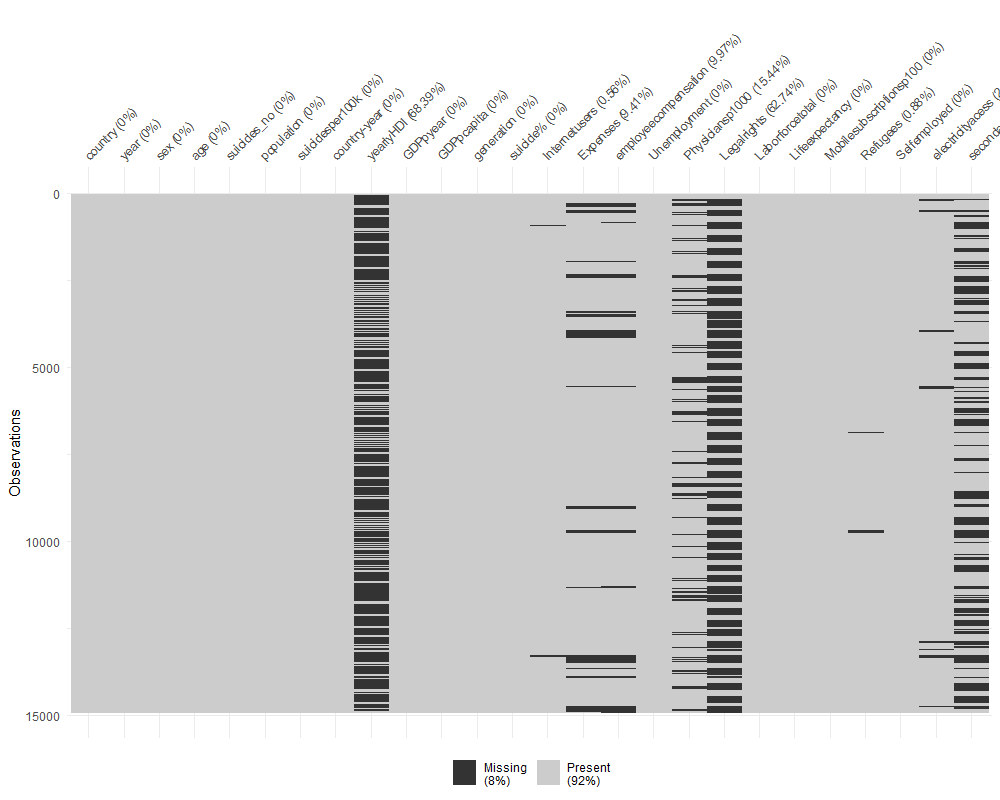 country (0%)
year (0%)
sex (0%)
age (0%)
suicides_no (0%)
population (0%)
suicidesper100k (0%)
country-year (0%)
yearlyHDI (68.39%)
GDPpyear (0%)
GDPpcapita (0%)
generation (0%)
suicide% (0%)
Internetusers (0.56%)
Expenses (9.41%)
employeecompensation (9.97%)
Unemployment (0%)
Physiciansp1000 (15.44%)
Legalrights (62.74%)
Laborforcetotal (0%)
Lifeexpectancy (0%)
Mobilesubscriptionsp100 (0%)
Refugees (0.88%)
Selfemployed (0%)
electricityacess (2
second
0
5000
10000
15000
Observations
Missing
(8%)
Present
(92%)